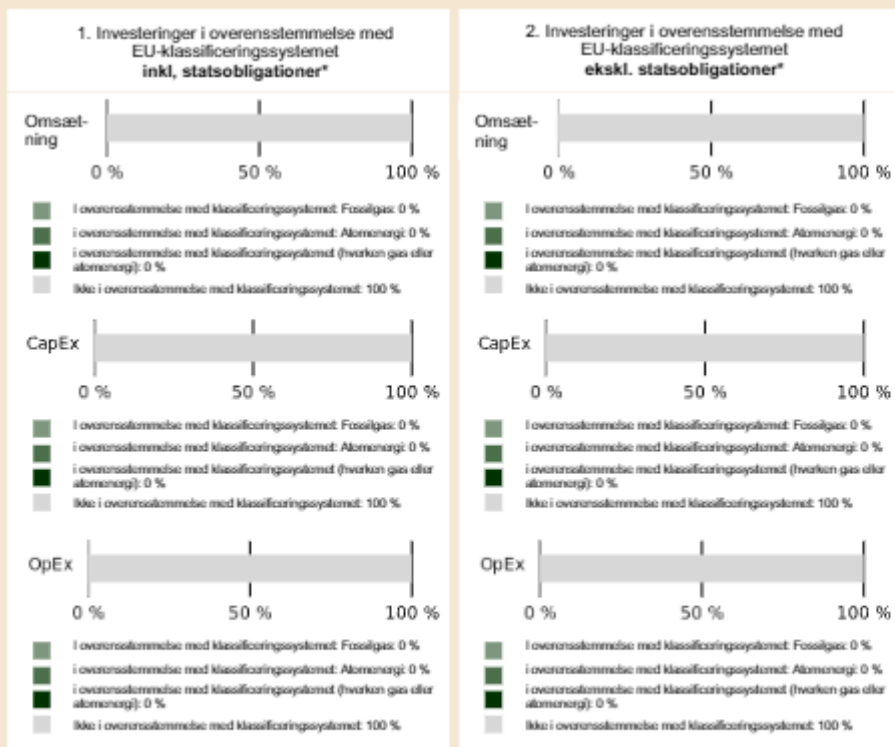 1. Investeringer i overensstemmelse med
EU-klassificeringssystemet
inkl, statsobligationer*
Omsæt-
ning
0 %
50 %
100 %
I overensstemmelse med klassificeringssystemet: Fossilgas: 0 %
i overensstemmelse med klassificeringssystemet: Atomenergi: 0 %
i overensstemmelse med klassificeringssystemet (hverken gas eller
atomenergi): 0 %
Ikke i overensstemmelse med klassificeringssystemet: 100 %
CapEx
0 %
50 %
100 %
I overensstemmelse med klassificeringssystemet: Fossilgas: 0 %
i overensstemmelse med klassificeringssystemet: Atomenergi: 0 %
i overensstemmelse med klassificeringssystemet (hverken gas eller
atomenergi): 0 %
Ikke i overensstemmelse med klassificeringssystemet: 100 %
OpEx
0 %
50 %
100 %
I overensstemmelse med klassificeringssystemet: Fossilgas: 0 %
i overensstemmelse med klassificeringssystemet: Atomenergi: 0 %
i overensstemmelse med klassificeringssystemet (hverken gas eller
atomenergi): 0 %
Ikke i overensstemmelse med klassificeringssystemet: 100 %
2. Investeringer i overensstemmelse med
EU-klassificeringssystemet
ekskl. statsobligationer*
Omsæt-
ning
0 %
50 %
100 %
I overensstemmelse med klassificeringssystemet: Fossilgas: 0 %
i overensstemmelse med klassificeringssystemet: Atomenergi: 0 %
i overensstemmelse med klassificeringssystemet (hverken gas eller
atomenergi): 0 %
Ikke i overensstemmelse med klassificeringssystemet: 100 %
CapEx
0 %
50 %
100 %
I overensstemmelse med klassificeringssystemet: Fossilgas: 0 %
i overensstemmelse med klassificeringssystemet: Atomenergi: 0 %
i overensstemmelse med klassificeringssystemet (hverken gas eller
atomenergi): 0 %
Ikke i overensstemmelse med klassificeringssystemet: 100 %
OpEx
0 %
50 %
100 %
I overensstemmelse med klassificeringssystemet: Fossilgas: 0 %
i overensstemmelse med klassificeringssystemet: Atomenergi: 0 %
i overensstemmelse med klassificeringssystemet (hverken gas eller
atomenergi): 0 %
Ikke i overensstemmelse med klassificeringssystemet: 100 %